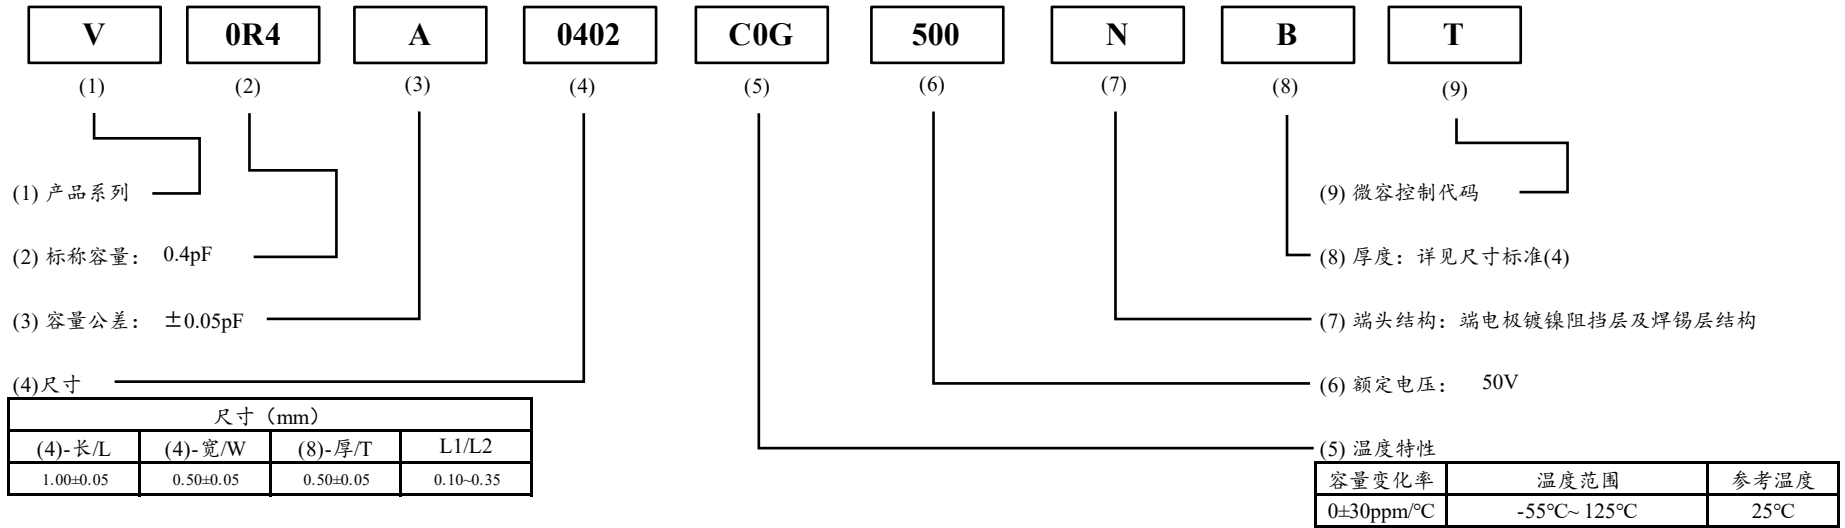 V 0R4 A 0402 C0G 500 N B T
(1) (2) (3) (4) (5) (6) (7) (8) (9)
(1) 产品系列
(9) 微容控制代码
(2) 标称容量： 0.4pF
(8) 厚度：详见尺寸标准(4)
(3) 容量公差： ±0.05pF
(7) 端头结构：端电极镀镍阻挡层及焊锡层结构
(4)尺寸
(6) 额定电压： 50V
尺寸（mm）
(4)-长/L (4)-宽/W (8)-厚/T L1/L2
1.00±0.05 0.50±0.05 0.50±0.05 0.10~0.35
(5) 温度特性
容量变化率 温度范围 参考温度
0±30ppm/°C -55°C~ 125°C 25°C